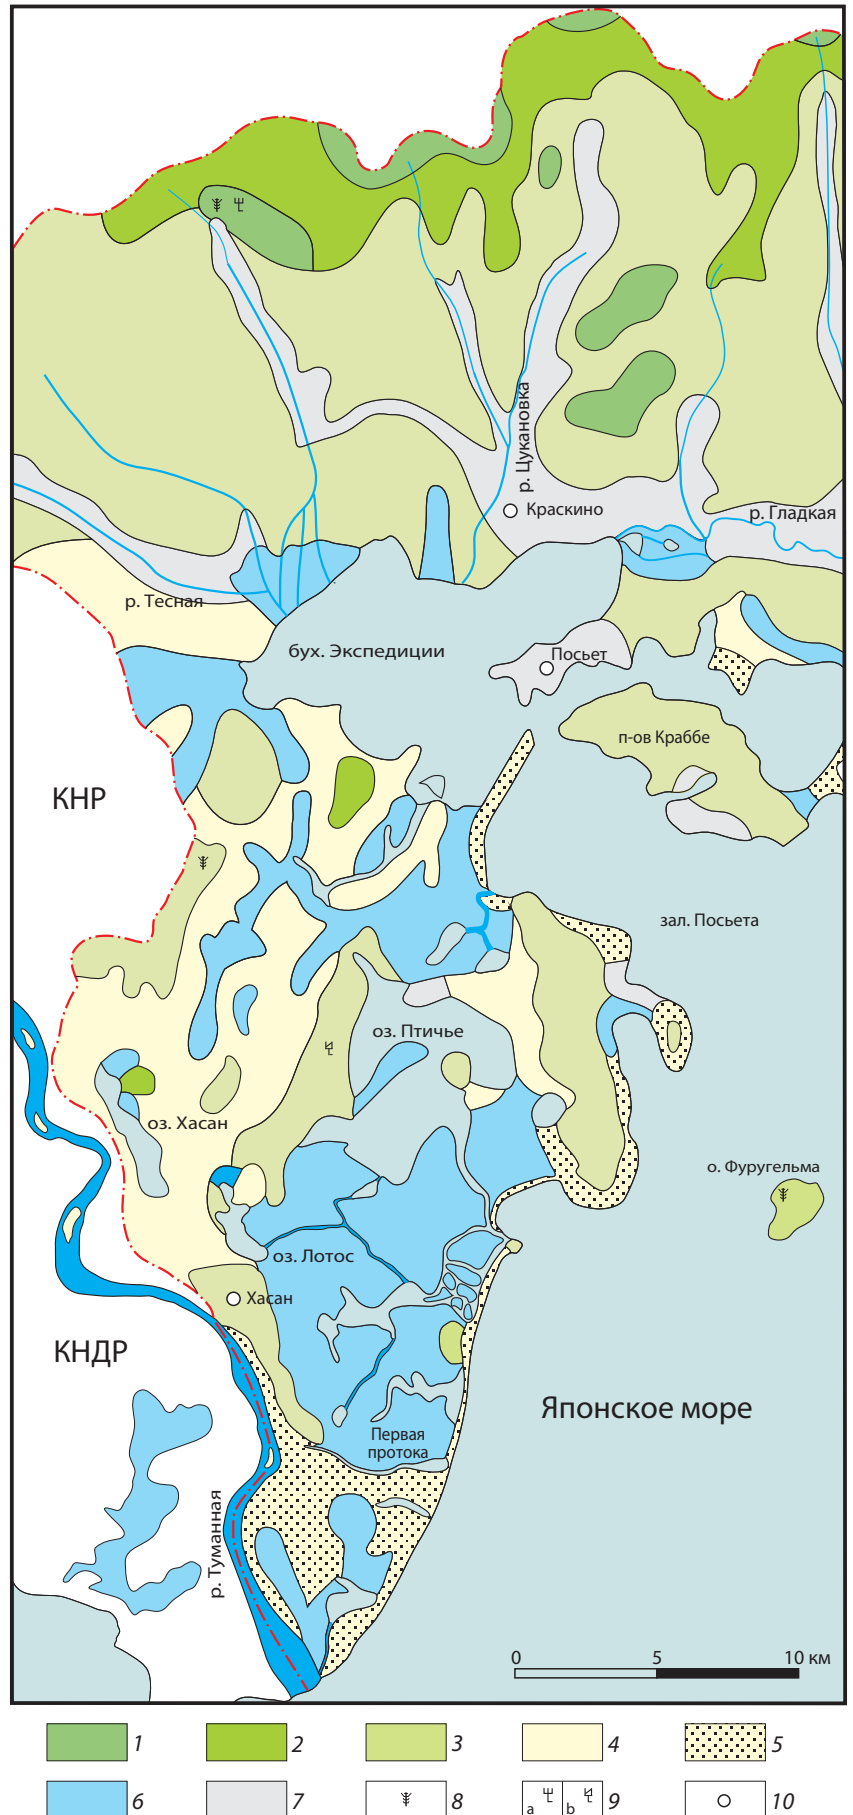 р. Цукановка
Краскино
р. Гладкая
р. Тесная
бух. Экспедиции
Посьет
п-ов Краббе
КНР
зал. Посьета
оз. Птичье
оз. Хасан
о. Фуругельма
оз. Лотос
Хасан
КНДР
Японское море
Первая
протока
р. Туманная
0 5 10 км
1 2 3 4 5
6 7 8 a b 9 10